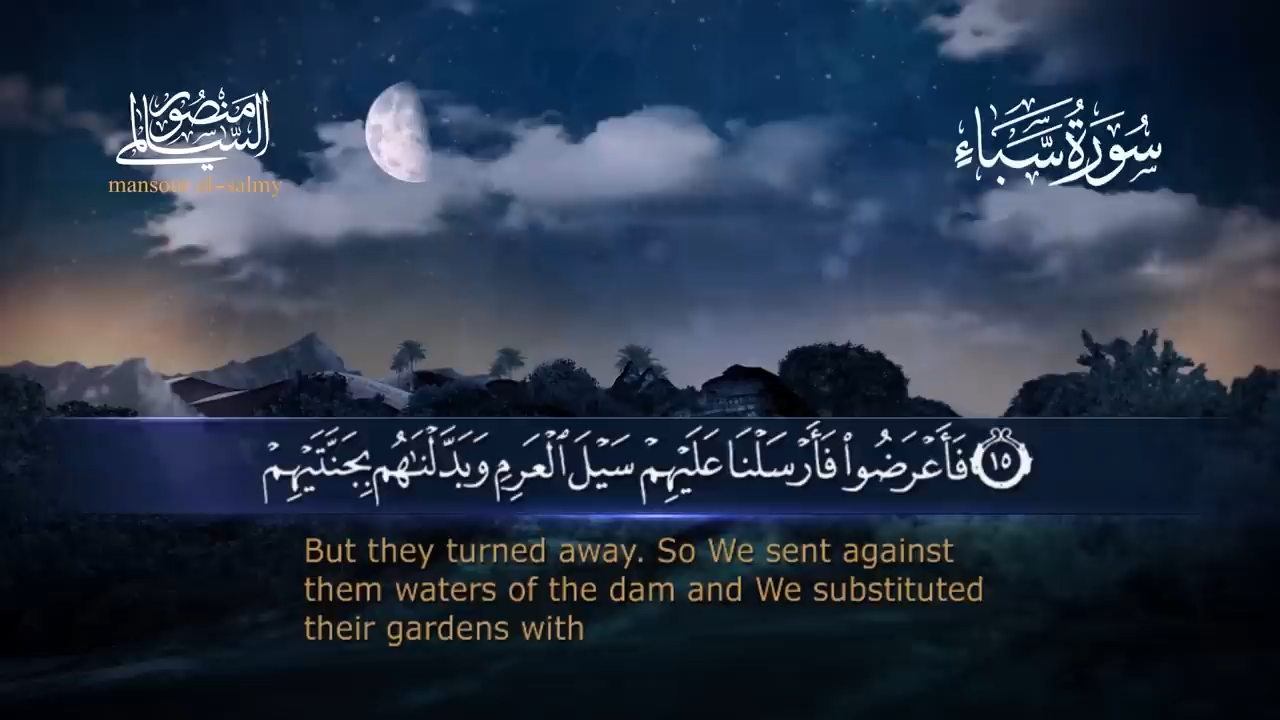 منصور
السالمي
mansour al-salmy
سُورَةُ سَبَإٍ
۝١٥ فَأَعْرَضُوا۟ فَأَرْسَلْنَا عَلَيْهِمْ سَيْلَ ٱلْعَرِمِ وَبَدَّلْنَـٰهُم بِجَنَّتَيْهِمْ
But they turned away. So We sent against
them waters of the dam and We substituted
their gardens with